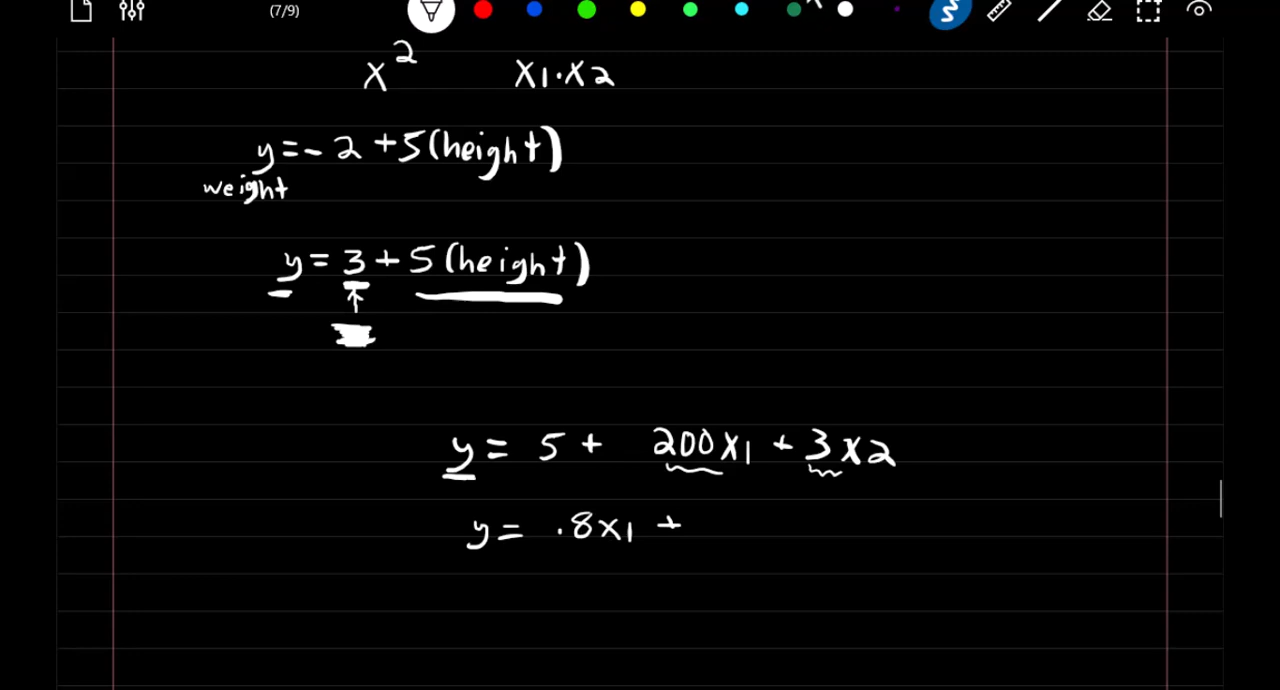 (7/9)
x² x1·x2
y = - 2 + 5(height)
weight
y = 3 + 5(height)
y = 5 + 200x1 + 3x2
y = .8x1 +